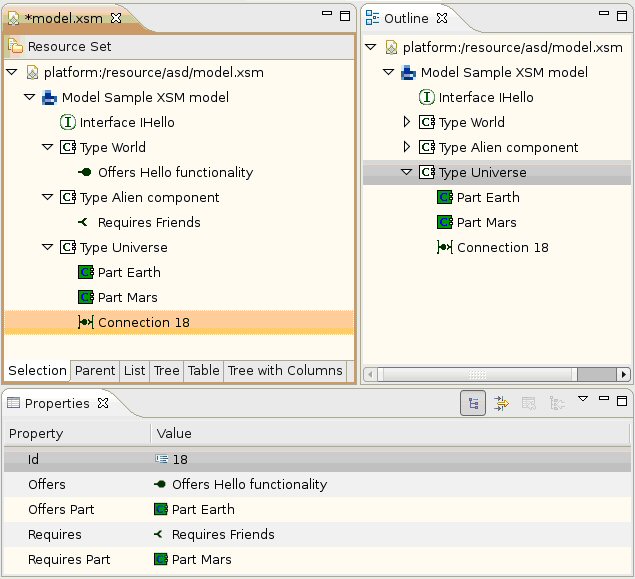 *model.xsm
Resource Set
platform:/resource/asd/model.xsm
Model Sample XSM model
Interface IHello
Type World
Offers Hello functionality
Type Alien component
Requires Friends
Type Universe
Part Earth
Part Mars
Connection 18
Selection Parent List Tree Table Tree with Columns
Outline
platform:/resource/asd/model.xsm
Model Sample XSM model
Interface IHello
Type World
Type Alien component
Type Universe
Part Earth
Part Mars
Connection 18
Properties
Property Value
Id 18
Offers Offers Hello functionality
Offers Part Part Earth
Requires Requires Friends
Requires Part Part Mars